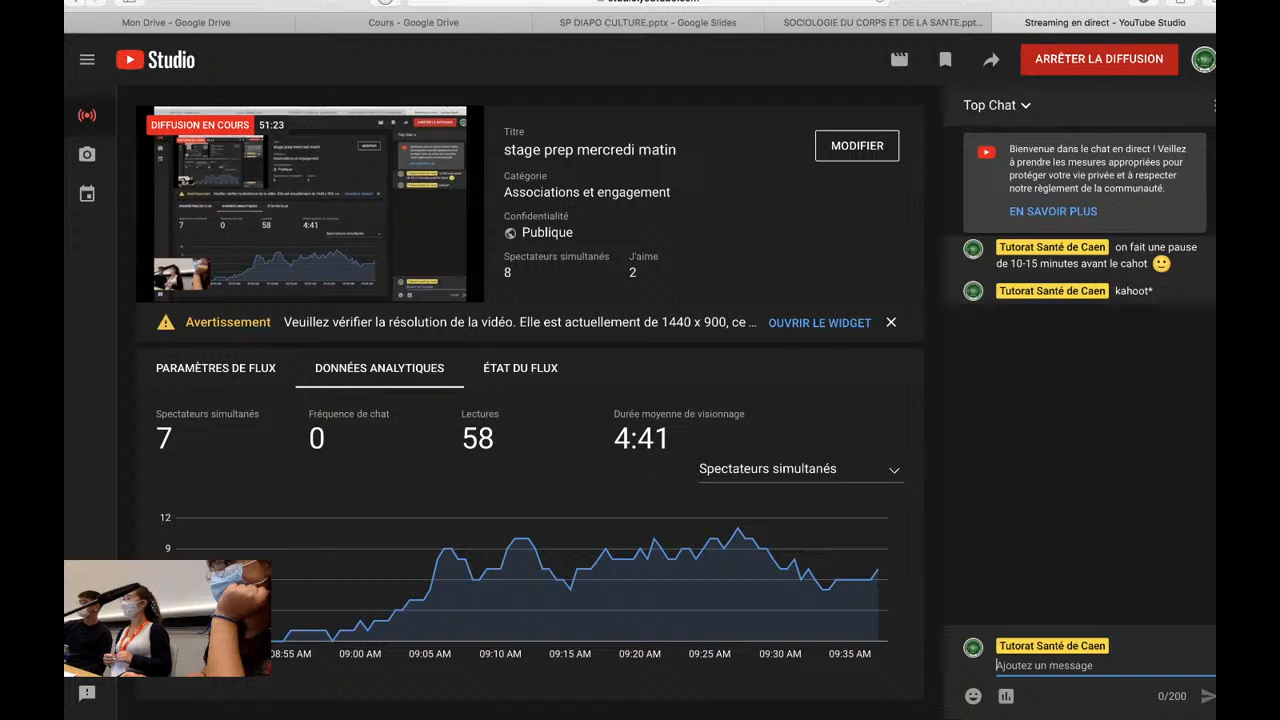 Mon Drive - Google Drive
Cours - Google Drive
SP DIAPO CULTURE.pptx - Google Slides
SOCIOLOGIE DU CORPS ET DE LA SANTE.ppt...
Streaming en direct - YouTube Studio
Studio
ARRÊTER LA DIFFUSION
DIFFUSION EN COURS 51:23
Titre
stage prep mercredi matin
MODIFIER
Catégorie
Associations et engagement
Confidentialité
Publique
Spectateurs simultanés
8
J'aime
2
Avertissement Veuillez vérifier la résolution de la vidéo. Elle est actuellement de 1440 x 900, ce ... OUVRIR LE WIDGET
PARAMÈTRES DE FLUX
DONNÉES ANALYTIQUES
ÉTAT DU FLUX
Spectateurs simultanés
7
Fréquence de chat
0
Lectures
58
Durée moyenne de visionnage
4:41
Spectateurs simultanés
12
9
08:55 AM
09:00 AM
09:05 AM
09:10 AM
09:15 AM
09:20 AM
09:25 AM
09:30 AM
09:35 AM
Top Chat
Bienvenue dans le chat en direct ! Veillez
à prendre les mesures appropriées pour
protéger votre vie privée et à respecter
notre règlement de la communauté.
EN SAVOIR PLUS
Tutorat Santé de Caen on fait une pause
de 10-15 minutes avant le cahot 🙂
Tutorat Santé de Caen kahoot*
Tutorat Santé de Caen
Ajoutez un message
0/200